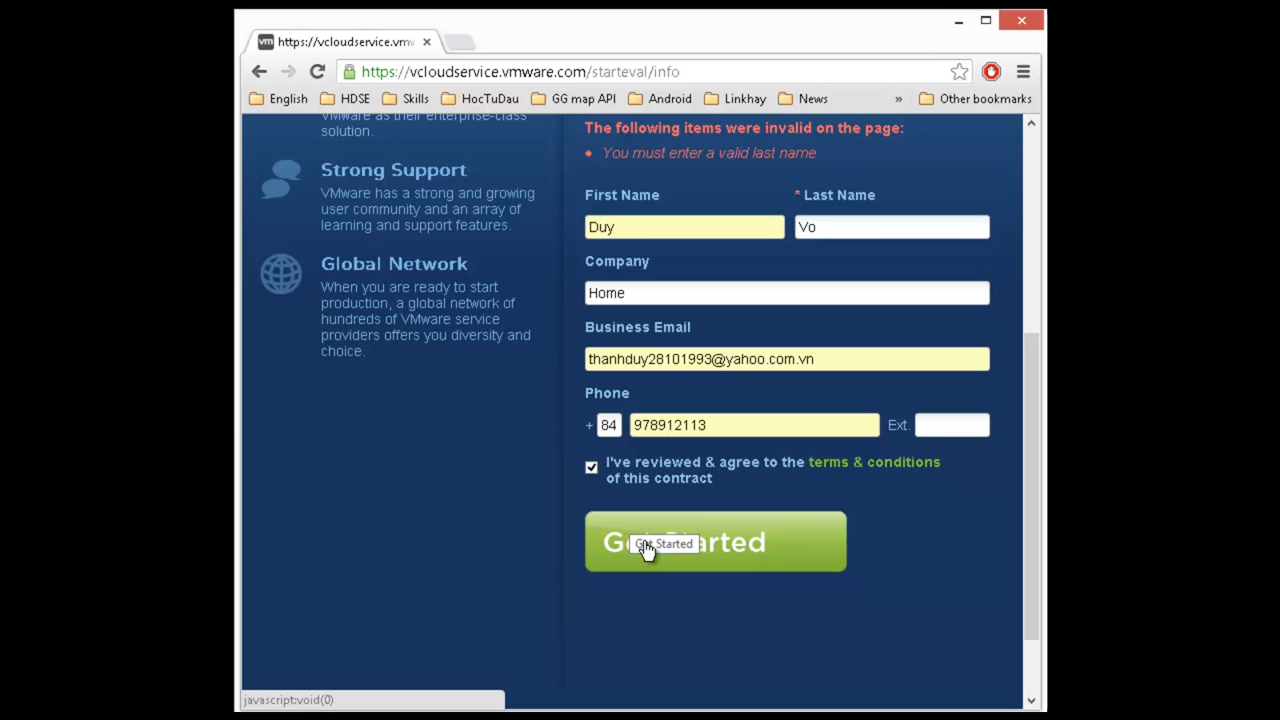 vm https://vcloudservice.vmv
https://vcloudservice.vmware.com/starteval/info
English HDSE Skills HocTuDau GG map API Android Linkhay News » Other bookmarks
VMware as their enterprise-class
solution.
Strong Support
VMware has a strong and growing
user community and an array of
learning and support features.
Global Network
When you are ready to start
production, a global network of
hundreds of VMware service
providers offers you diversity and
choice.
The following items were invalid on the page:
• You must enter a valid last name
First Name * Last Name
Duy Vo
Company
Home
Business Email
thanhduy28101993@yahoo.com.vn
Phone
+ 84 978912113 Ext.
I've reviewed & agree to the terms & conditions
of this contract
Get Started
Get Started
javascript:void(0)